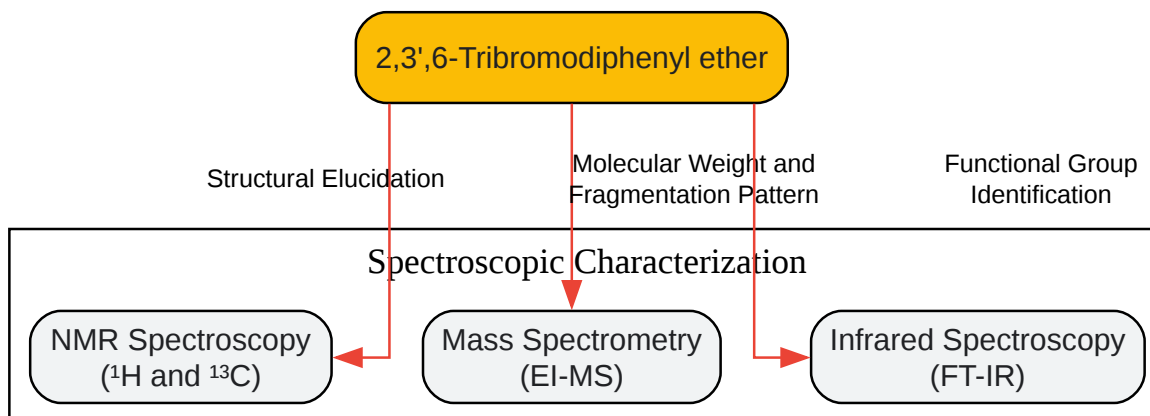 2,3',6-Tribromodiphenyl ether
Structural Elucidation
Molecular Weight and
Fragmentation Pattern
Functional Group
Identification
Spectroscopic Characterization
NMR Spectroscopy
(¹H and ¹³C)
Mass Spectrometry
(EI-MS)
Infrared Spectroscopy
(FT-IR)